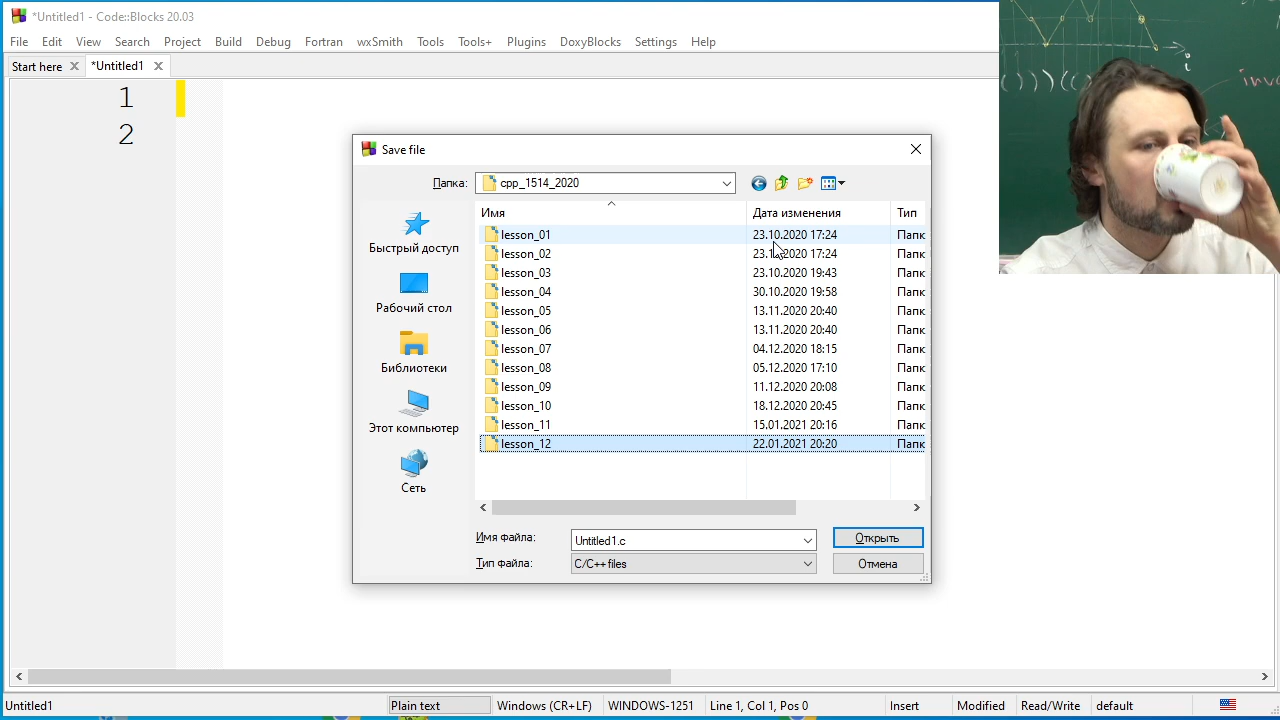 *Untitled1 - Code::Blocks 20.03
File Edit View Search Project Build Debug Fortran wxSmith Tools Tools+ Plugins DoxyBlocks Settings Help
Start here *Untitled1
1
2
Save file
Папка: cpp_1514_2020
Быстрый доступ
Рабочий стол
Библиотеки
Этот компьютер
Сеть
Имя Дата изменения Тип
lesson_01 23.10.2020 17:24 Папк
lesson_02 17:24 Папк
lesson_03 23.10.2020 19:43 Папк
lesson_04 30.10.2020 19:58 Папк
lesson_05 13.11.2020 20:40 Папк
lesson_06 13.11.2020 20:40 Папк
lesson_07 04.12.2020 18:15 Папк
lesson_08 05.12.2020 17:10 Папк
lesson_09 11.12.2020 20:08 Папк
lesson_10 18.12.2020 20:45 Папк
lesson_11 15.01.2021 20:16 Папк
lesson_12 22.01.2021 20:20 Папк
Имя файла: Untitled1.c Открыть
Тип файла: C/C++ files Отмена
Untitled1 Plain text Windows (CR+LF) WINDOWS-1251 Line 1, Col 1, Pos 0 Insert Modified Read/Write default